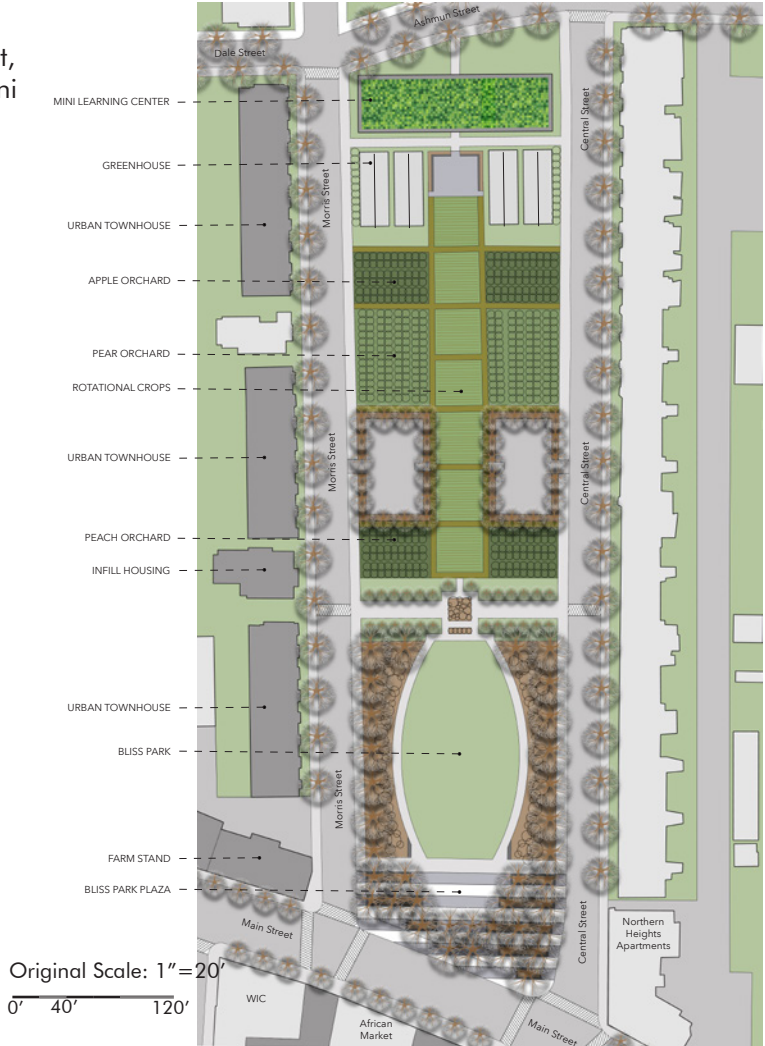 Ashmun Street
t,
Dale Street
ni
MINI LEARNING CENTER
Central Street
GREENHOUSE
Morris Street
URBAN TOWNHOUSE
APPLE ORCHARD
PEAR ORCHARD
ROTATIONAL CROPS
URBAN TOWNHOUSE
Morris Street
Central Street
PEACH ORCHARD
INFILL HOUSING
URBAN TOWNHOUSE
BLISS PARK
Morris Street
FARM STAND
BLISS PARK PLAZA
Main Street
Central Street
Northern
Heights
Apartments
Original Scale: 1”=20’
0’ 40’ 120’
WIC
African
Market
Main Street